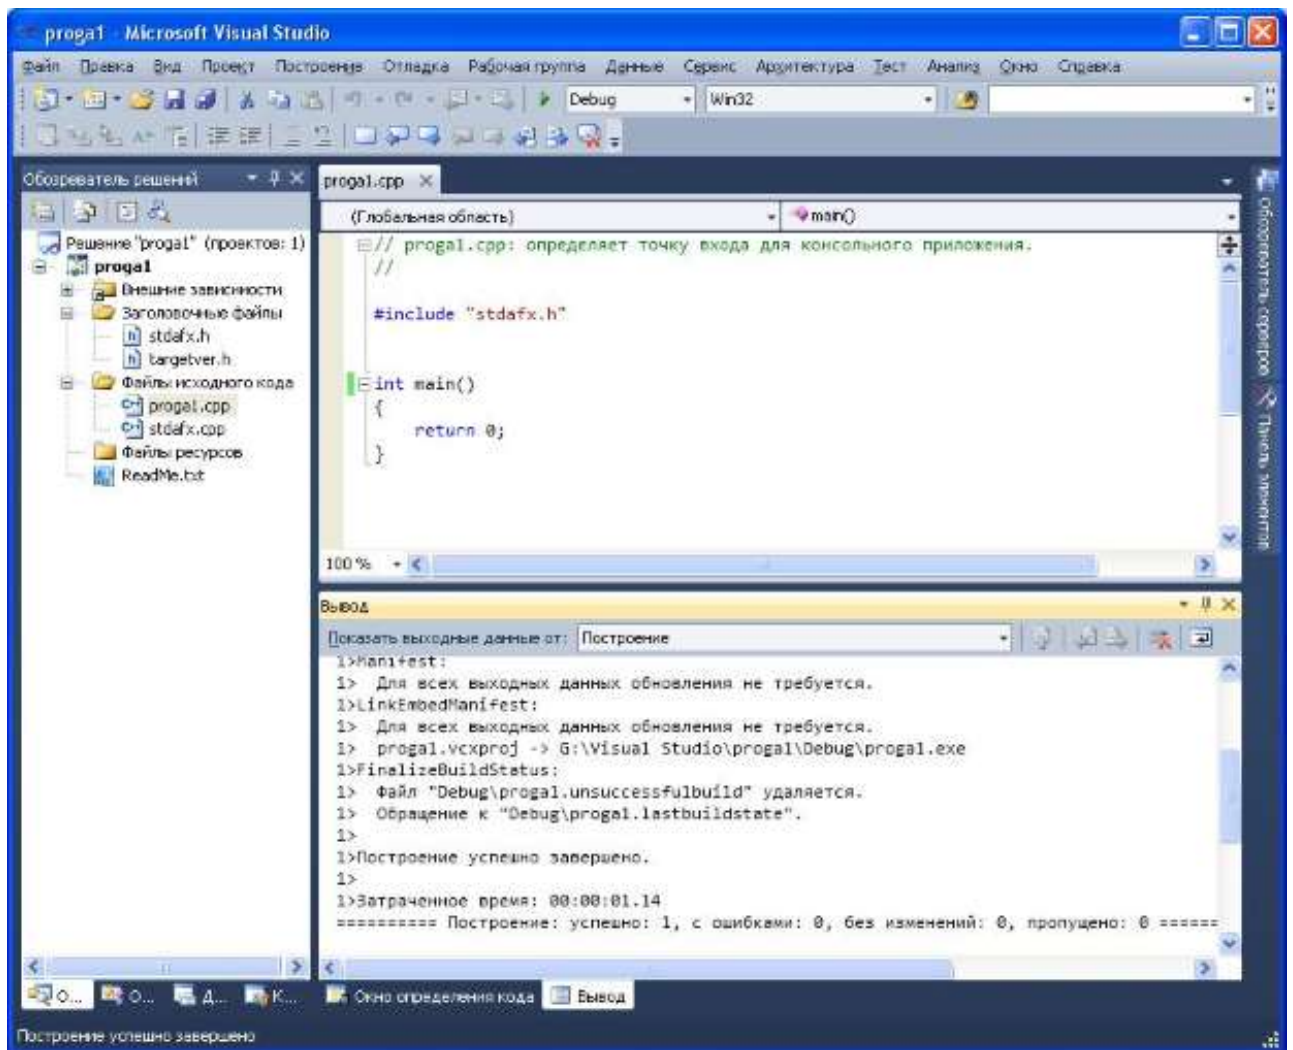 proga1 - Microsoft Visual Studio
Файл Правка Вид Проект Построение Отладка Рабочая группа Данные Сервис Архитектура Тест Анализ Окно Справка
Debug Win32
Обозреватель решений
proga1.cpp
(Глобальная область) main()
Решение "proga1" (проектов: 1)
proga1
Внешние зависимости
Заголовочные файлы
stdafx.h
targetver.h
Файлы исходного кода
proga1.cpp
stdafx.cpp
Файлы ресурсов
ReadMe.txt
// proga1.cpp: определяет точку входа для консольного приложения.
//
#include "stdafx.h"
int main()
{
return 0;
}
100 %
Обозреватель серверов
Панель элементов
Вывод
Показать выходные данные от: Построение
1>Manifest:
1> Для всех выходных данных обновления не требуется.
1>LinkEmbedManifest:
1> Для всех выходных данных обновления не требуется.
1> proga1.vcxproj -> G:\Visual Studio\proga1\Debug\proga1.exe
1>FinalizeBuildStatus:
1> Файл "Debug\proga1.unsuccessfulbuild" удаляется.
1> Обращение к "Debug\proga1.lastbuildstate".
1>
1>Построение успешно завершено.
1>
1>Затраченное время: 00:00:01.14
========== Построение: успешно: 1, с ошибками: 0, без изменений: 0, пропущено: 0 ======
О... О... Д... К... Окно определения кода Вывод
Построение успешно завершено